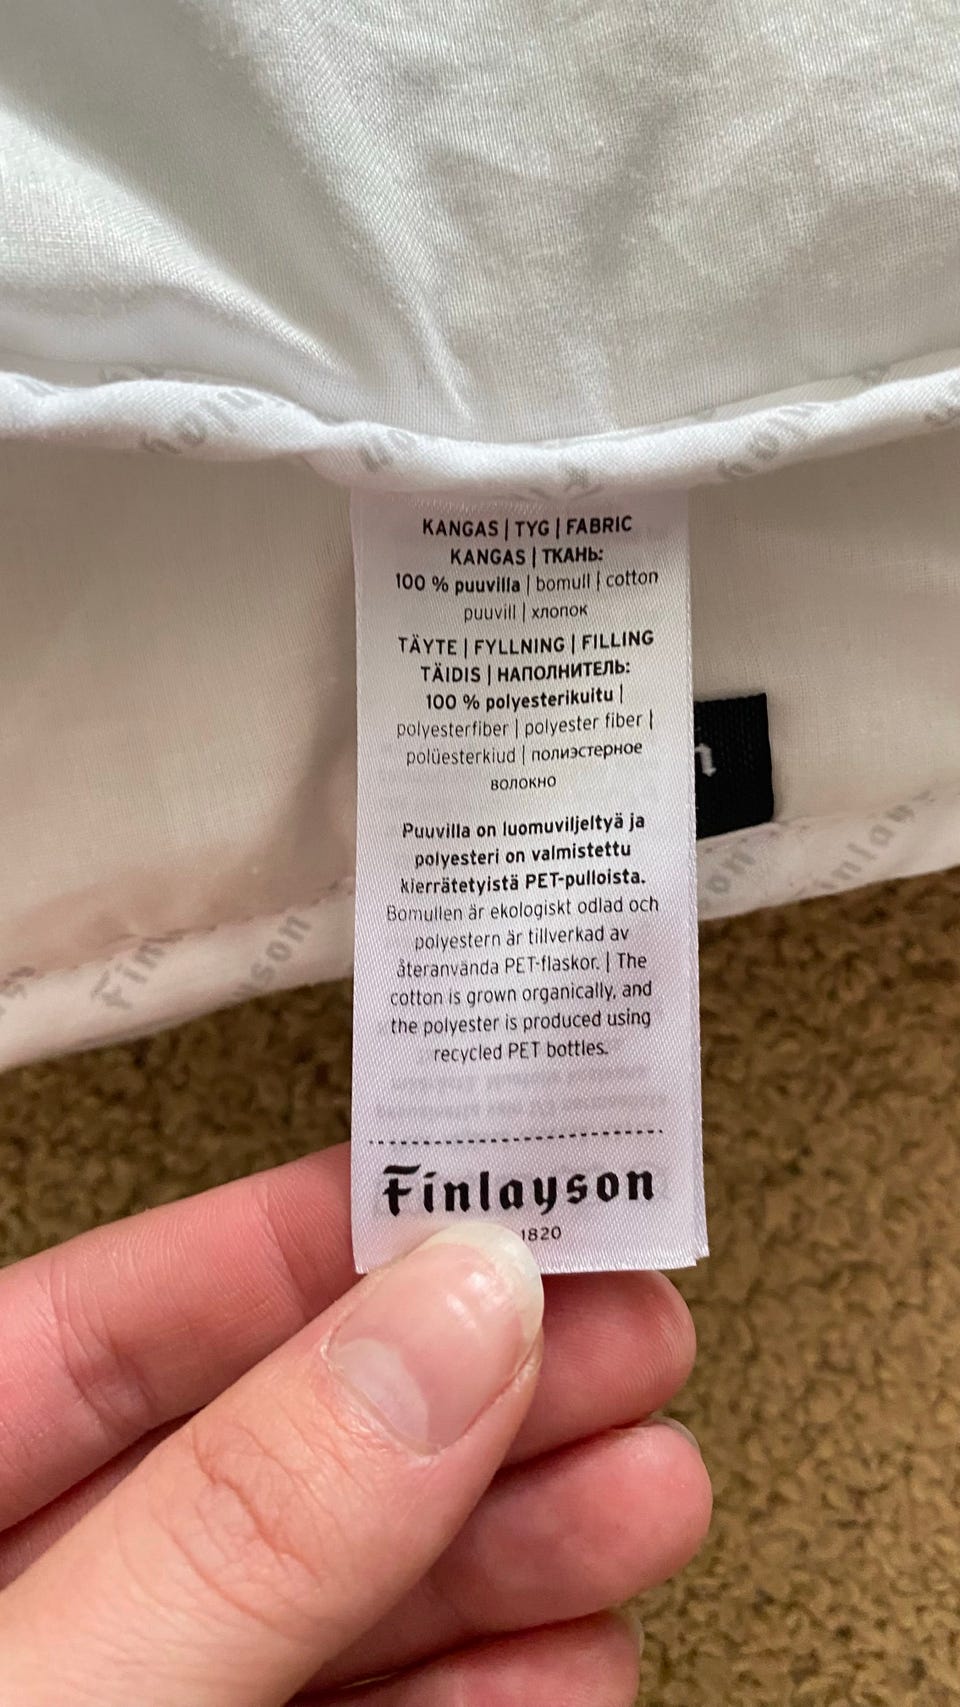 KANGAS | TYG | FABRIC
KANGAS | ТКАНЬ:
100 % puuvilla | bomull | cotton
puuvill | хлопок
TÄYTE | FYLLNING | FILLING
TÄIDIS | НАПОЛНИТЕЛЬ:
100 % polyesterikuitu |
polyesterfiber | polyester fiber |
polüesterkiud | полиэстерное
волокно
Puuvilla on luomuviljeltyä ja
polyesteri on valmistettu
kierrätetyistä PET-pulloista.
Bomullen är ekologiskt odlad och
polyestern är tillverkad av
återanvända PET-flaskor. | The
cotton is grown organically, and
the polyester is produced using
recycled PET bottles.
Finlayson
1820